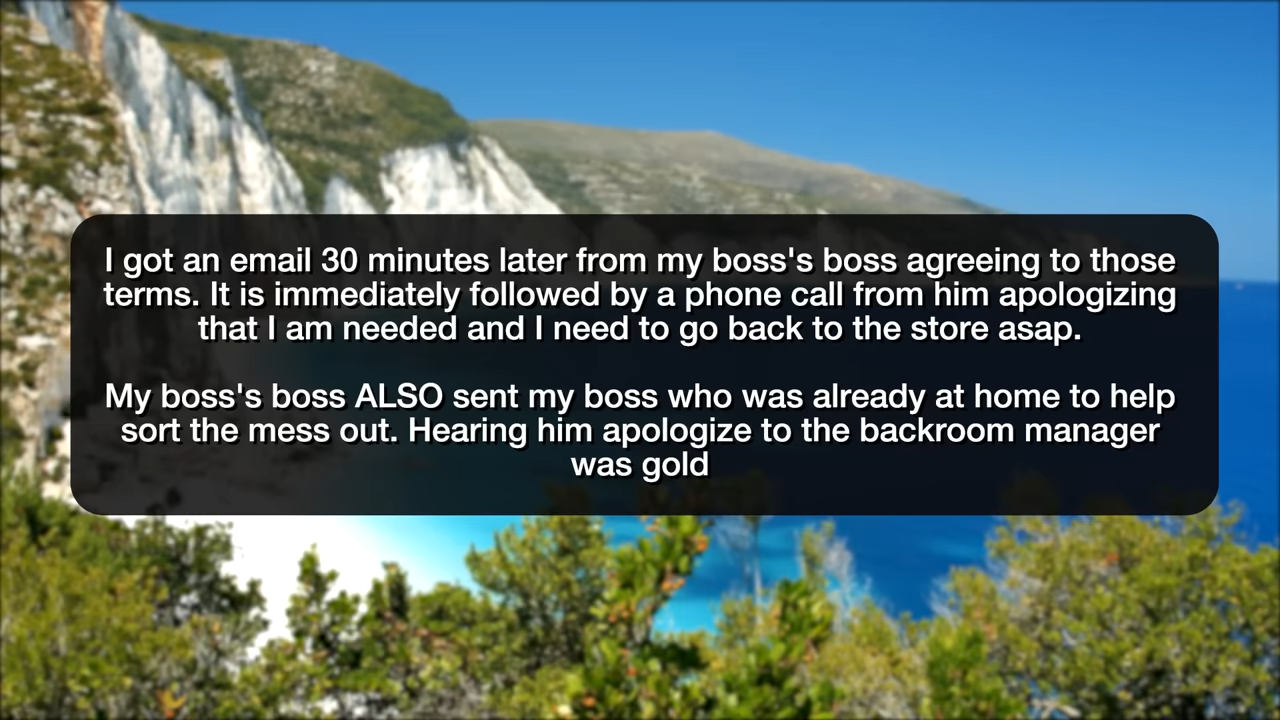 I got an email 30 minutes later from my boss's boss agreeing to those
terms. It is immediately followed by a phone call from him apologizing
that I am needed and I need to go back to the store asap.
My boss's boss ALSO sent my boss who was already at home to help
sort the mess out. Hearing him apologize to the backroom manager
was gold